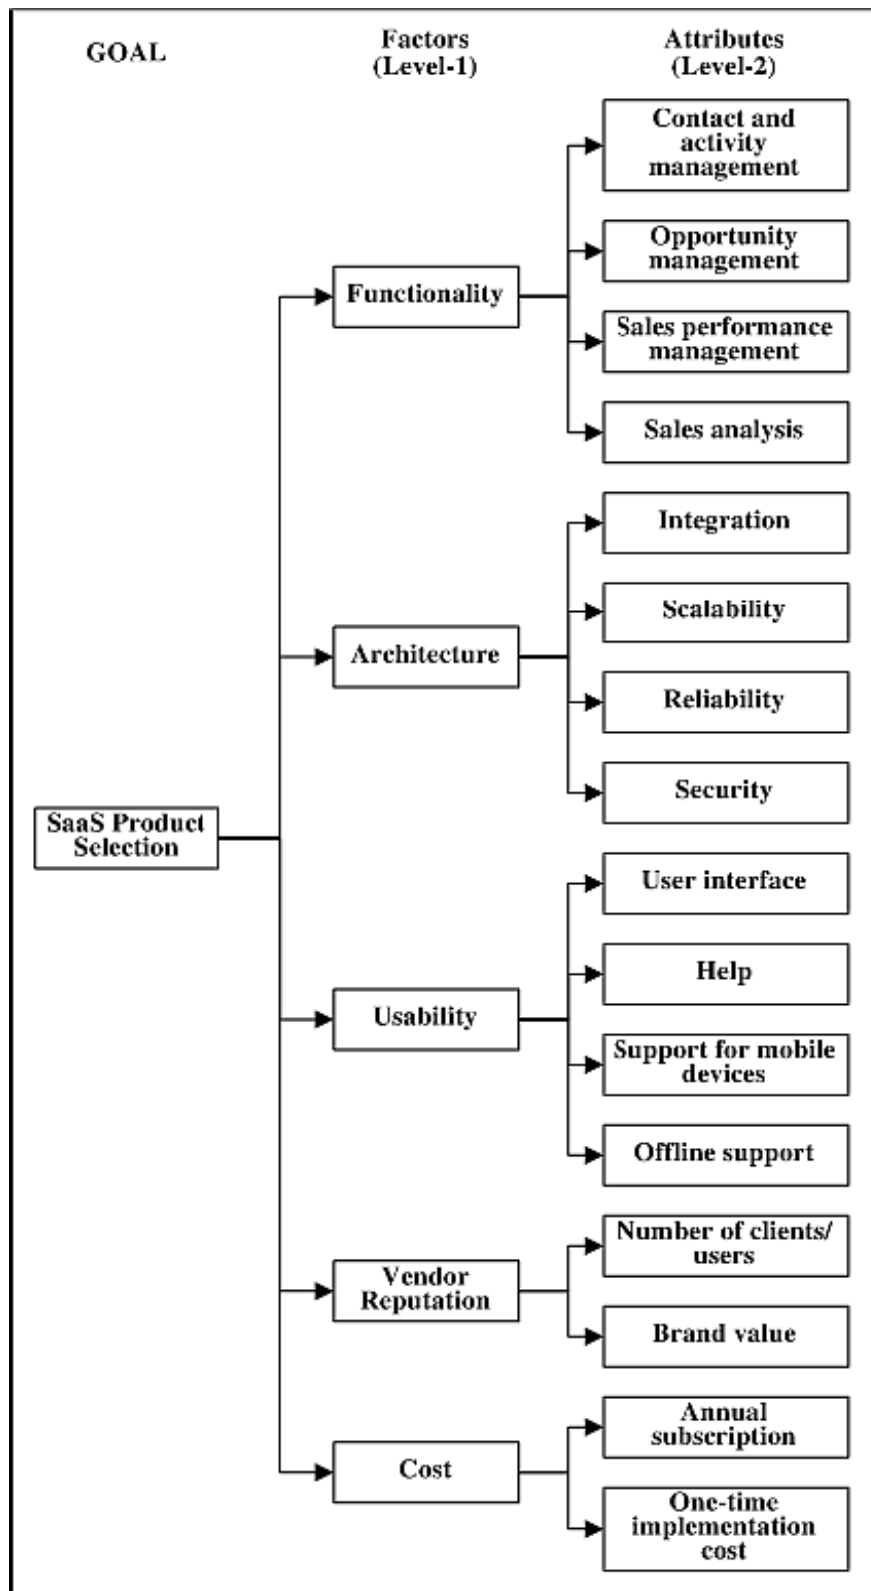 GOAL
Factors
(Level-1)
Attributes
(Level-2)
Contact and
activity
management
Opportunity
management
Functionality
Sales performance
management
Sales analysis
Integration
Scalability
Architecture
Reliability
Security
SaaS Product
Selection
User interface
Help
Usability
Support for mobile
devices
Offline support
Number of clients/
users
Vendor
Reputation
Brand value
Annual
subscription
Cost
One-time
implementation
cost